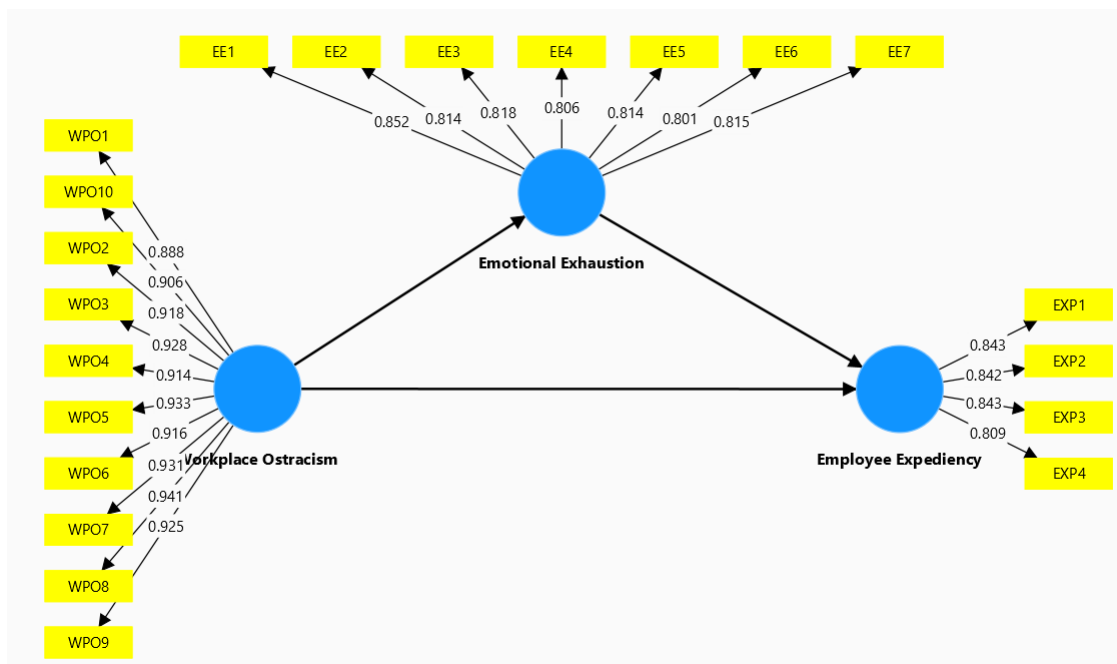 EE1
EE2
EE3
EE4
EE5
EE6
EE7
0.852
0.814
0.818
0.806
0.814
0.801
0.815
WPO1
WPO10
WPO2
WPO3
WPO4
WPO5
WPO6
WPO7
WPO8
WPO9
0.888
0.906
0.918
0.928
0.914
0.933
0.916
0.931
0.941
0.925
Emotional Exhaustion
Workplace Ostracism
Employee Expediency
0.843
0.842
0.843
0.809
EXP1
EXP2
EXP3
EXP4